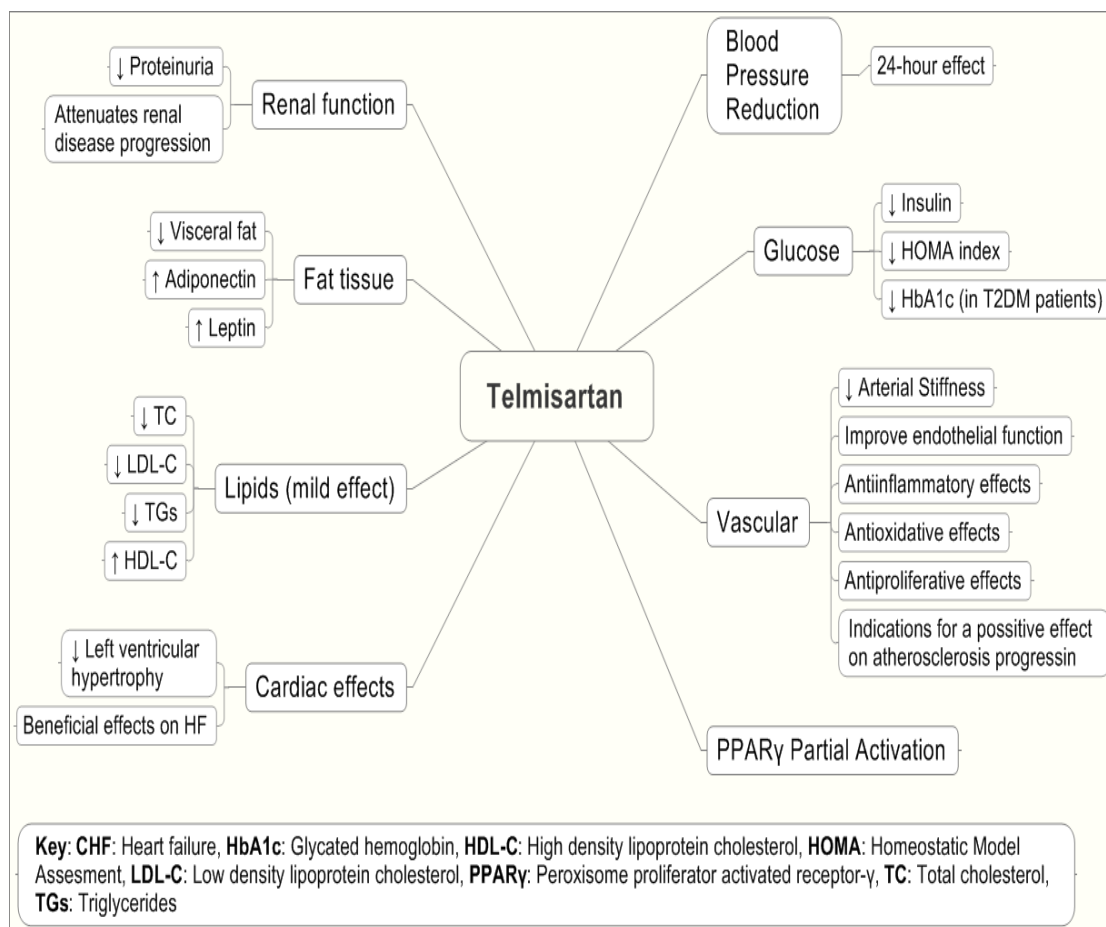 Telmisartan
Renal function
↓ Proteinuria
Attenuates renal
disease progression
Fat tissue
↓ Visceral fat
↑ Adiponectin
↑ Leptin
Lipids (mild effect)
↓ TC
↓ LDL-C
↓ TGs
↑ HDL-C
Cardiac effects
↓ Left ventricular
hypertrophy
Beneficial effects on HF
Blood
Pressure
Reduction
24-hour effect
Glucose
↓ Insulin
↓ HOMA index
↓ HbA1c (in T2DM patients)
Vascular
↓ Arterial Stiffness
Improve endothelial function
Antiinflammatory effects
Antioxidative effects
Antiproliferative effects
Indications for a possitive effect
on atherosclerosis progressin
PPARγ Partial Activation
Key: CHF: Heart failure, HbA1c: Glycated hemoglobin, HDL-C: High density lipoprotein cholesterol, HOMA: Homeostatic Model
Assesment, LDL-C: Low density lipoprotein cholesterol, PPARγ: Peroxisome proliferator activated receptor-γ, TC: Total cholesterol,
TGs: Triglycerides